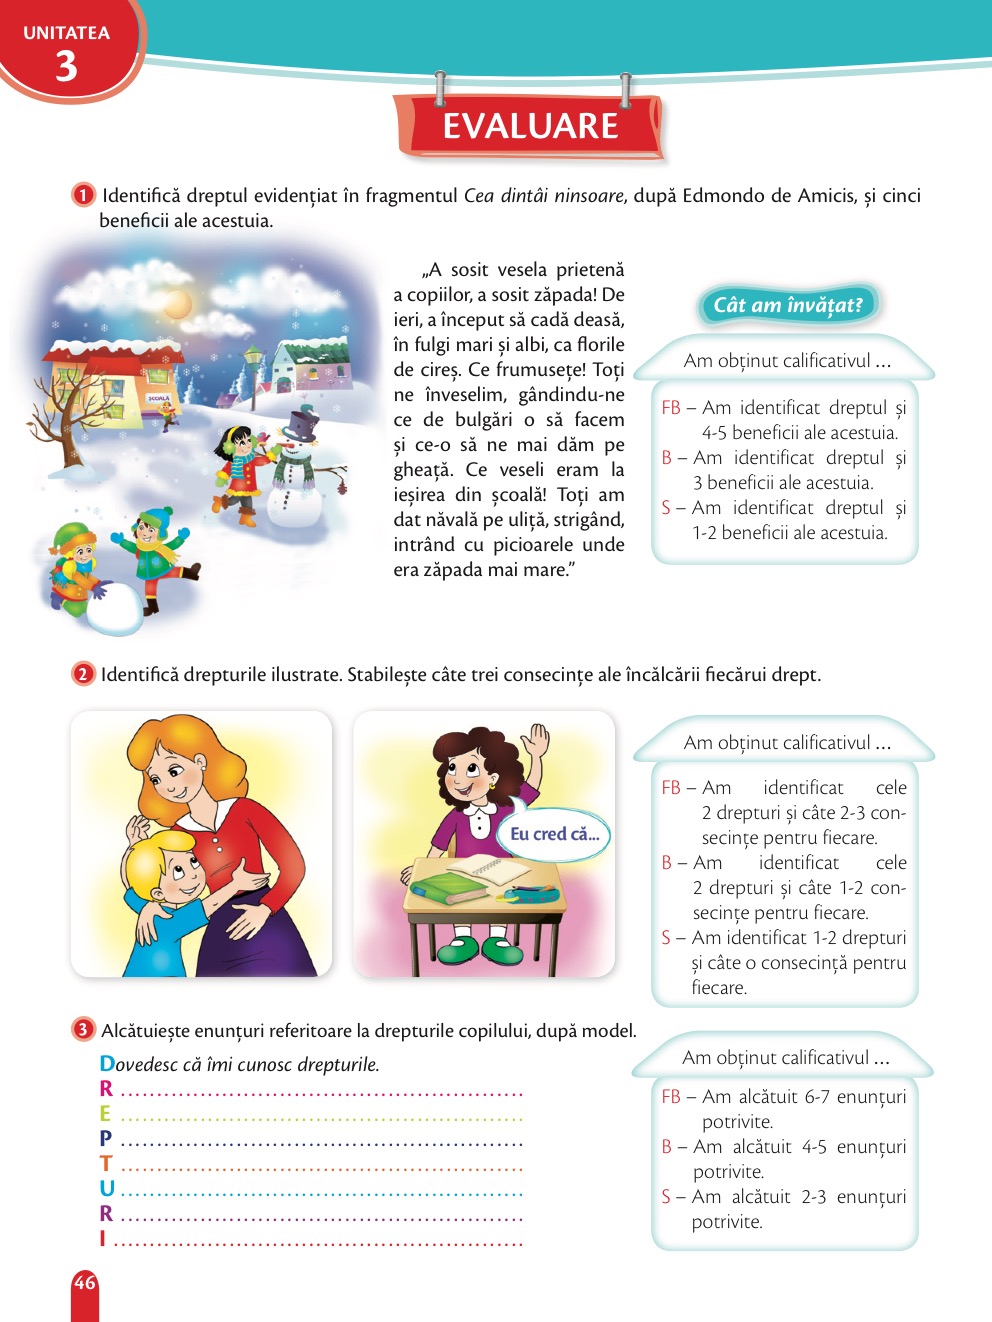 UNITATEA
3
EVALUARE
1 Identifică dreptul evidențiat în fragmentul Cea dintâi ninsoare, după Edmondo de Amicis, și cinci
beneficii ale acestuia.
„A sosit vesela prietenă
a copiilor, a sosit zăpada! De
ieri, a început să cadă deasă,
în fulgi mari și albi, ca florile
de cireș. Ce frumusețe! Toți
ne înveselim, gândindu-ne
ce de bulgări o să facem
și ce-o să ne mai dăm pe
gheață. Ce veseli eram la
ieșirea din școală! Toți am
dat năvală pe uliță, strigând,
intrând cu picioarele unde
era zăpada mai mare.”
ȘCOALĂ
Cât am învățat?
Am obținut calificativul ...
FB – Am identificat dreptul și
4-5 beneficii ale acestuia.
B – Am identificat dreptul și
3 beneficii ale acestuia.
S – Am identificat dreptul și
1-2 beneficii ale acestuia.
2 Identifică drepturile ilustrate. Stabilește câte trei consecințe ale încălcării fiecărui drept.
Eu cred că...
Am obținut calificativul ...
FB – Am identificat cele
2 drepturi și câte 2-3 con-
secințe pentru fiecare.
B – Am identificat cele
2 drepturi și câte 1-2 con-
secințe pentru fiecare.
S – Am identificat 1-2 drepturi
și câte o consecință pentru
fiecare.
3 Alcătuiește enunțuri referitoare la drepturile copilului, după model.
Dovedesc că îmi cunosc drepturile.
R ........................................................
E ........................................................
P ........................................................
T ........................................................
U ........................................................
R ........................................................
I .........................................................
Am obținut calificativul ...
FB – Am alcătuit 6-7 enunțuri
potrivite.
B – Am alcătuit 4-5 enunțuri
potrivite.
S – Am alcătuit 2-3 enunțuri
potrivite.
46